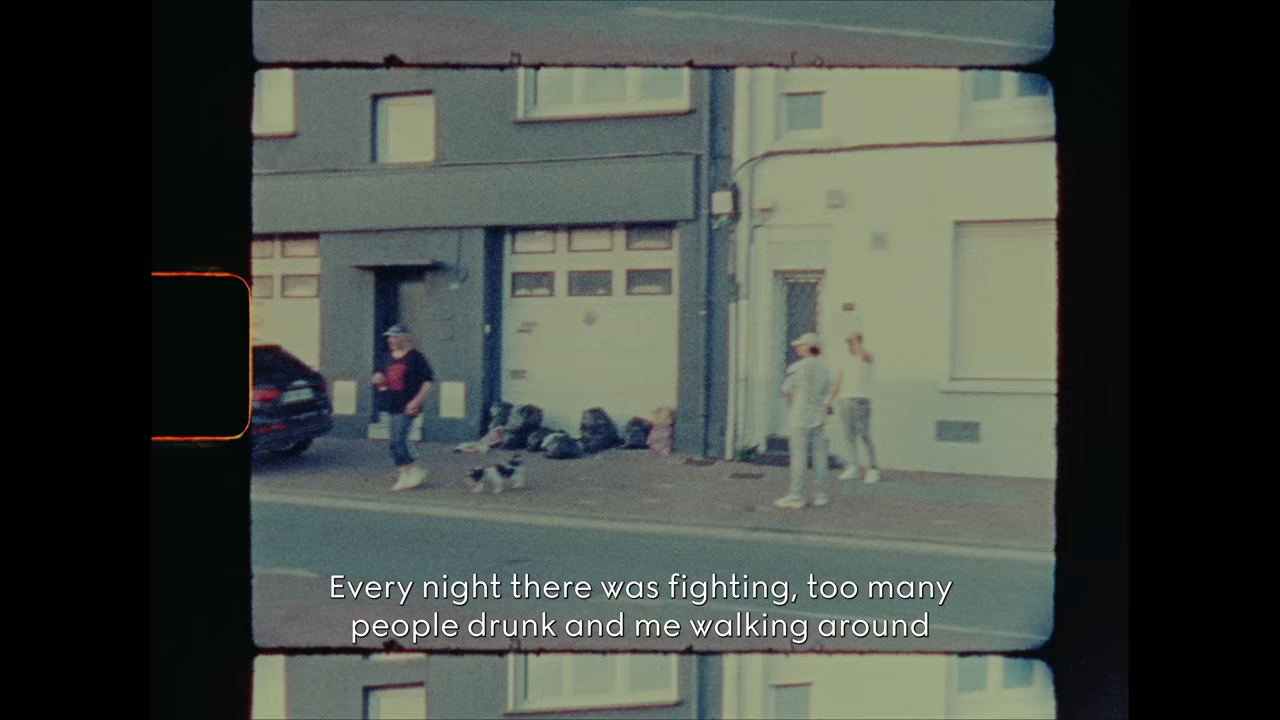 Every night there was fighting, too many
people drunk and me walking around